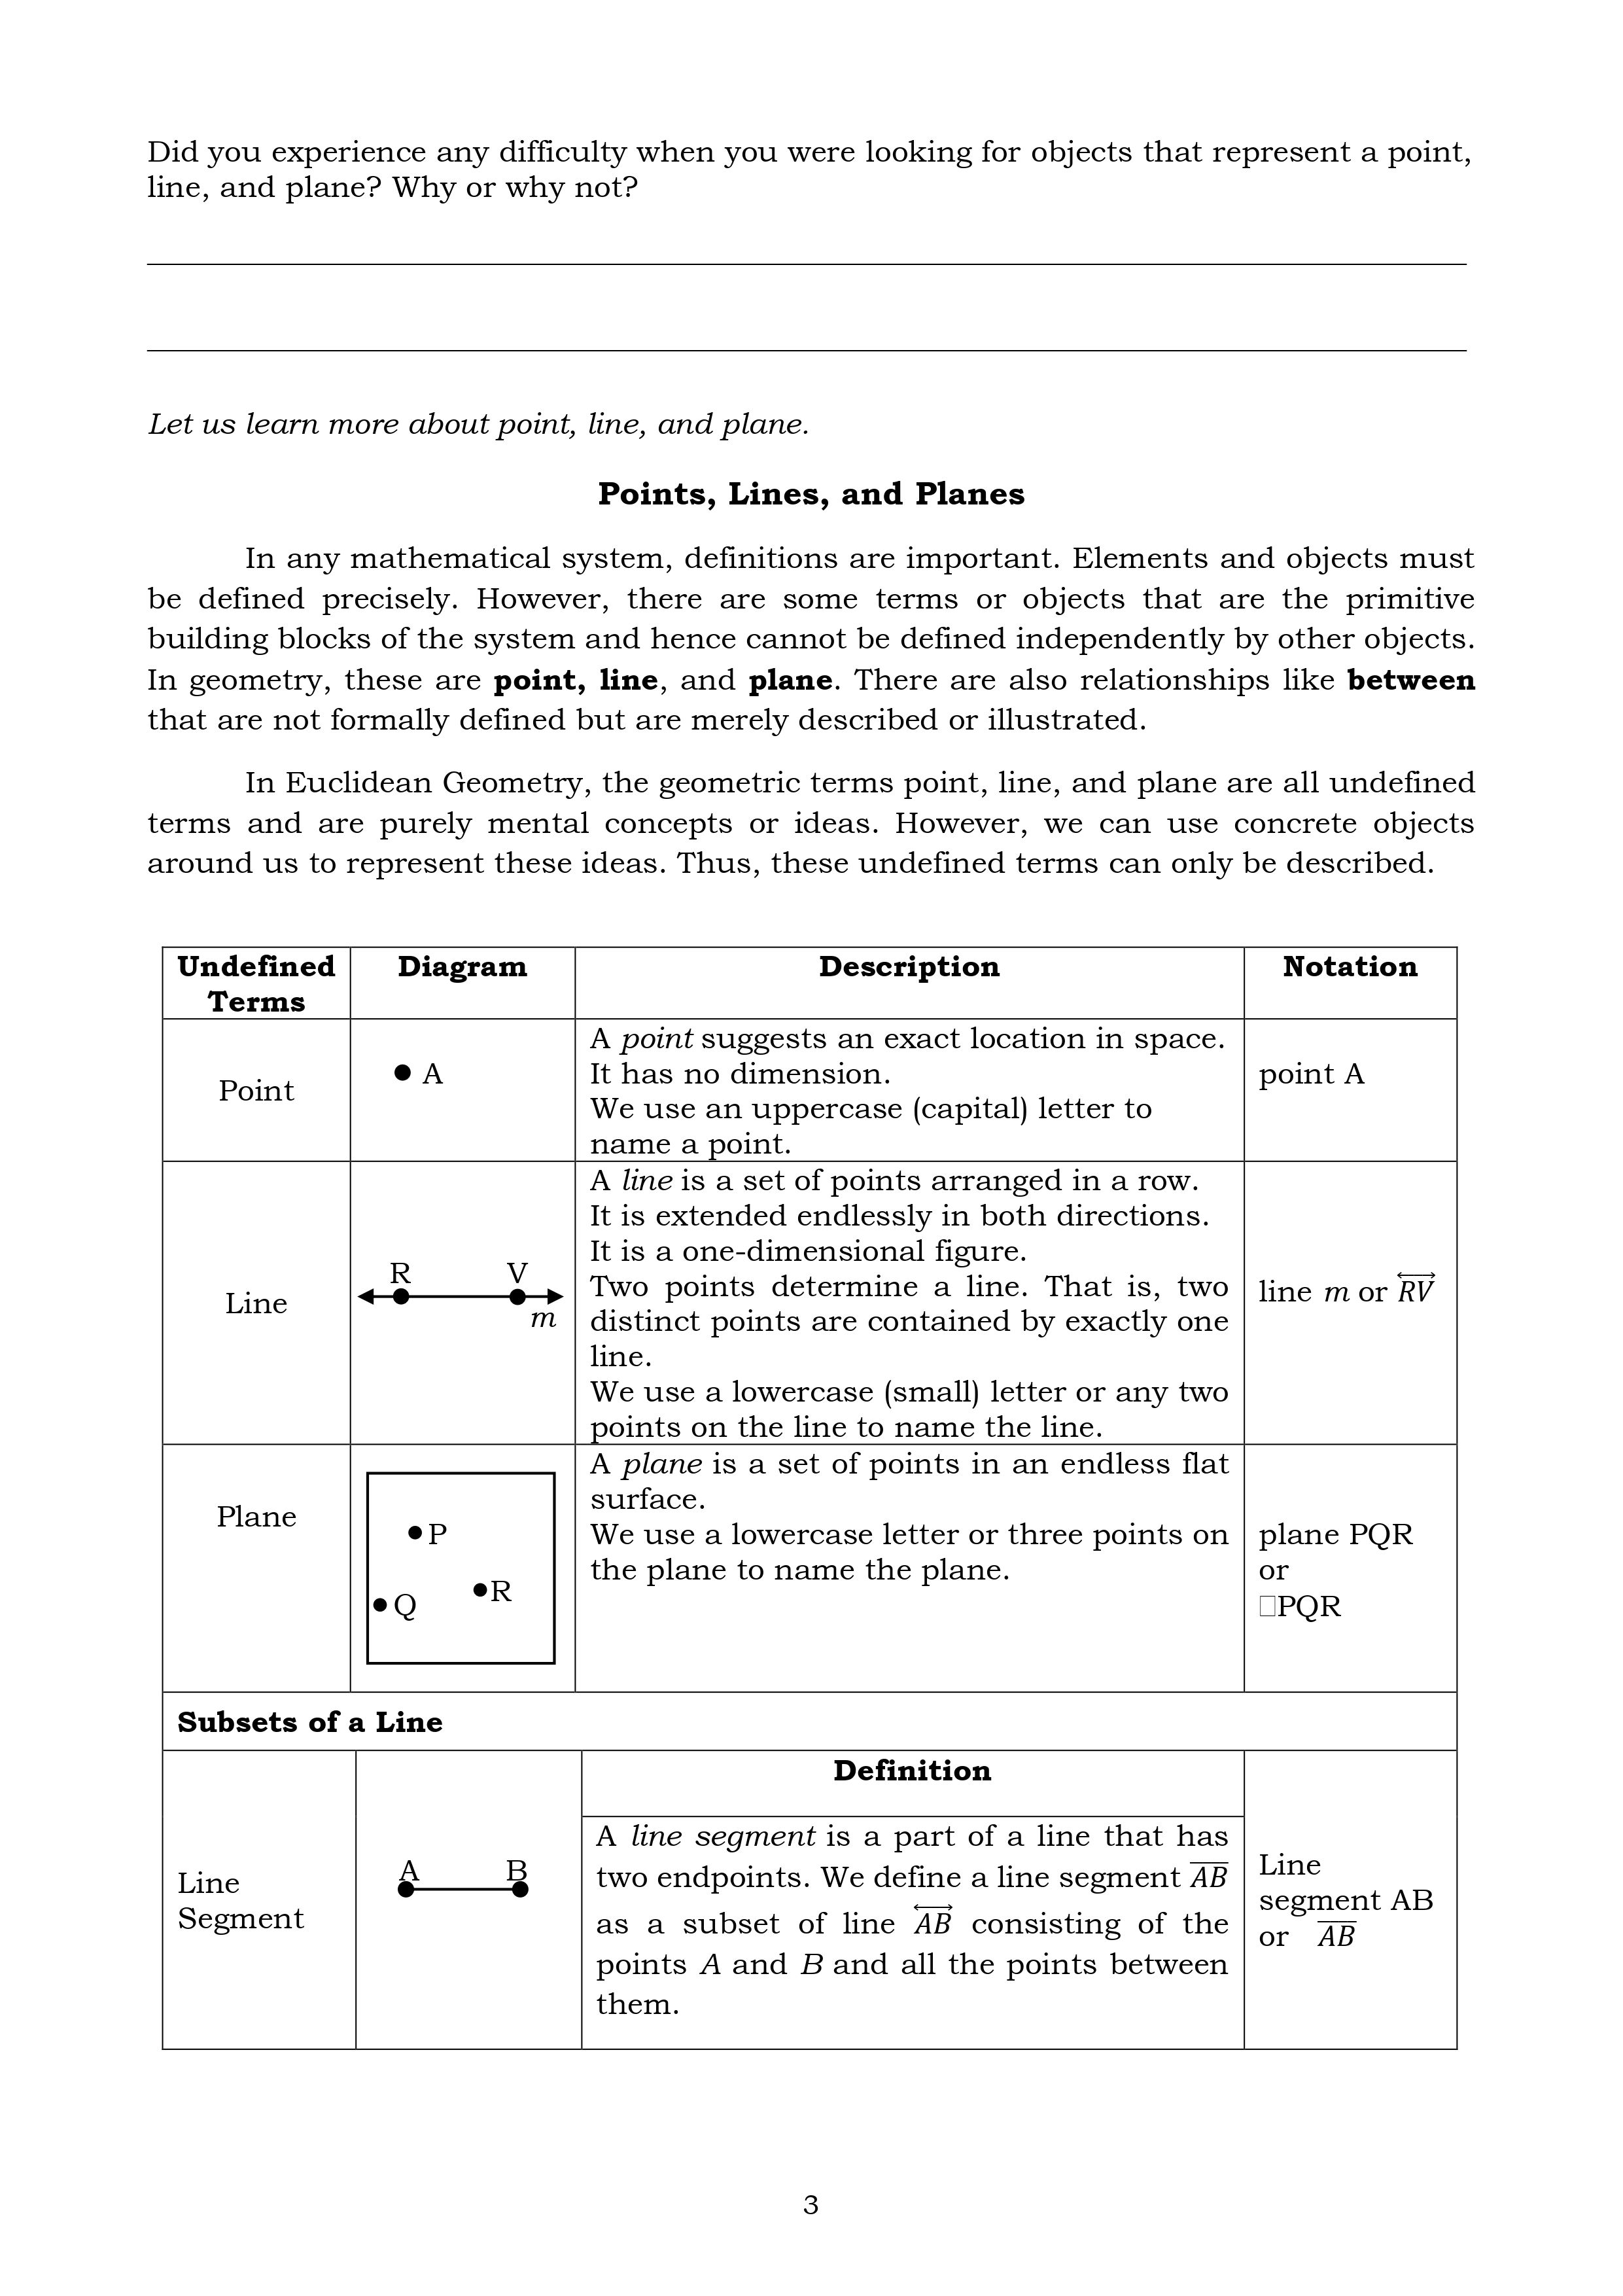 Did you experience any difficulty when you were looking for objects that represent a point,
line, and plane? Why or why not?
Let us learn more about point, line, and plane.
Points, Lines, and Planes
In any mathematical system, definitions are important. Elements and objects must
be defined precisely. However, there are some terms or objects that are the primitive
building blocks of the system and hence cannot be defined independently by other objects.
In geometry, these are point, line, and plane. There are also relationships like between
that are not formally defined but are merely described or illustrated.
In Euclidean Geometry, the geometric terms point, line, and plane are all undefined
terms and are purely mental concepts or ideas. However, we can use concrete objects
around us to represent these ideas. Thus, these undefined terms can only be described.
Undefined
Terms
Diagram
Description
Notation
Point
A
A point suggests an exact location in space.
It has no dimension.
We use an uppercase (capital) letter to
name a point.
point A
Line
R V
m
A line is a set of points arranged in a row.
It is extended endlessly in both directions.
It is a one-dimensional figure.
Two points determine a line. That is, two
distinct points are contained by exactly one
line.
We use a lowercase (small) letter or any two
points on the line to name the line.
line m or RV
Plane
P
R
Q
A plane is a set of points in an endless flat
surface.
We use a lowercase letter or three points on
the plane to name the plane.
plane PQR
or
□PQR
Subsets of a Line
Line
Segment
A B
Definition
A line segment is a part of a line that has
two endpoints. We define a line segment AB
as a subset of line AB consisting of the
points A and B and all the points between
them.
Line
segment AB
or AB
3